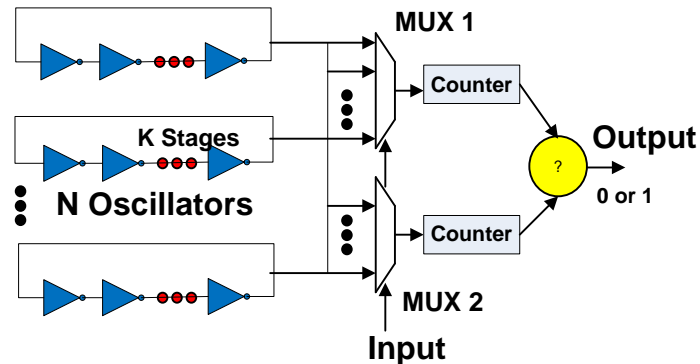 MUX 1
Counter
K Stages
Output
?
0 or 1
N Oscillators
Counter
MUX 2
Input